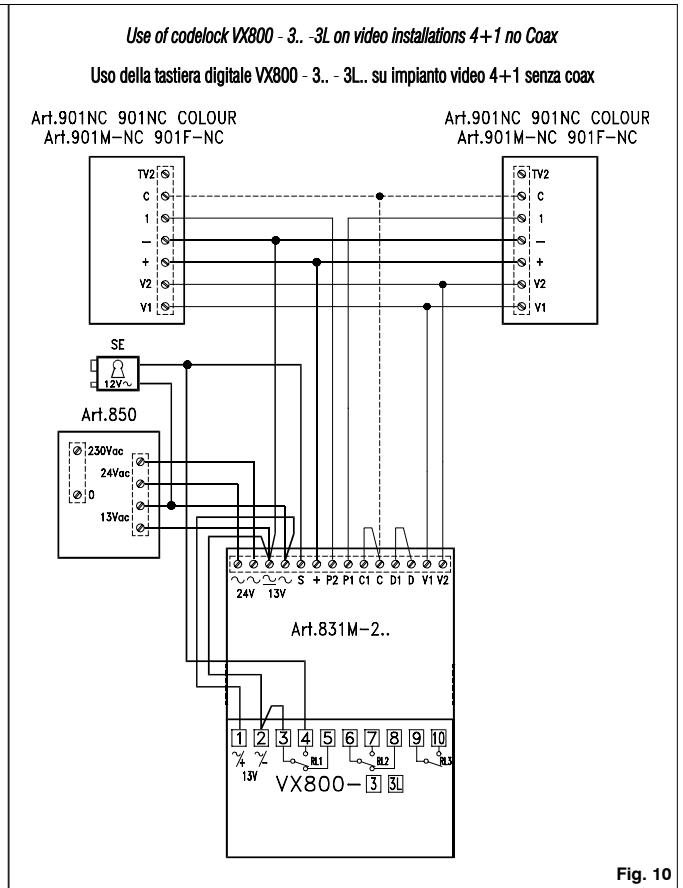 Use of codelock VX800 - 3.. -3L on video installations 4+1 no Coax
Uso della tastiera digitale VX800 - 3.. - 3L.. su impianto video 4+1 senza coax
Art.901NC 901NC COLOUR
Art.901M-NC 901F-NC
Art.901NC 901NC COLOUR
Art.901M-NC 901F-NC
TV2
C
1
–
+
V2
V1
TV2
C
1
–
+
V2
V1
SE
12V~
Art.850
230Vac
24Vac
0
13Vac
~ ~ ~ ~ S + P2 P1 C1 C D1 D V1 V2
24V 13V
Art.831M-2..
1 2 3 4 5 6 7 8 9 10
~/+ ~/- RL1 RL2 RL3
13V
VX800- 3 3L
Fig. 10